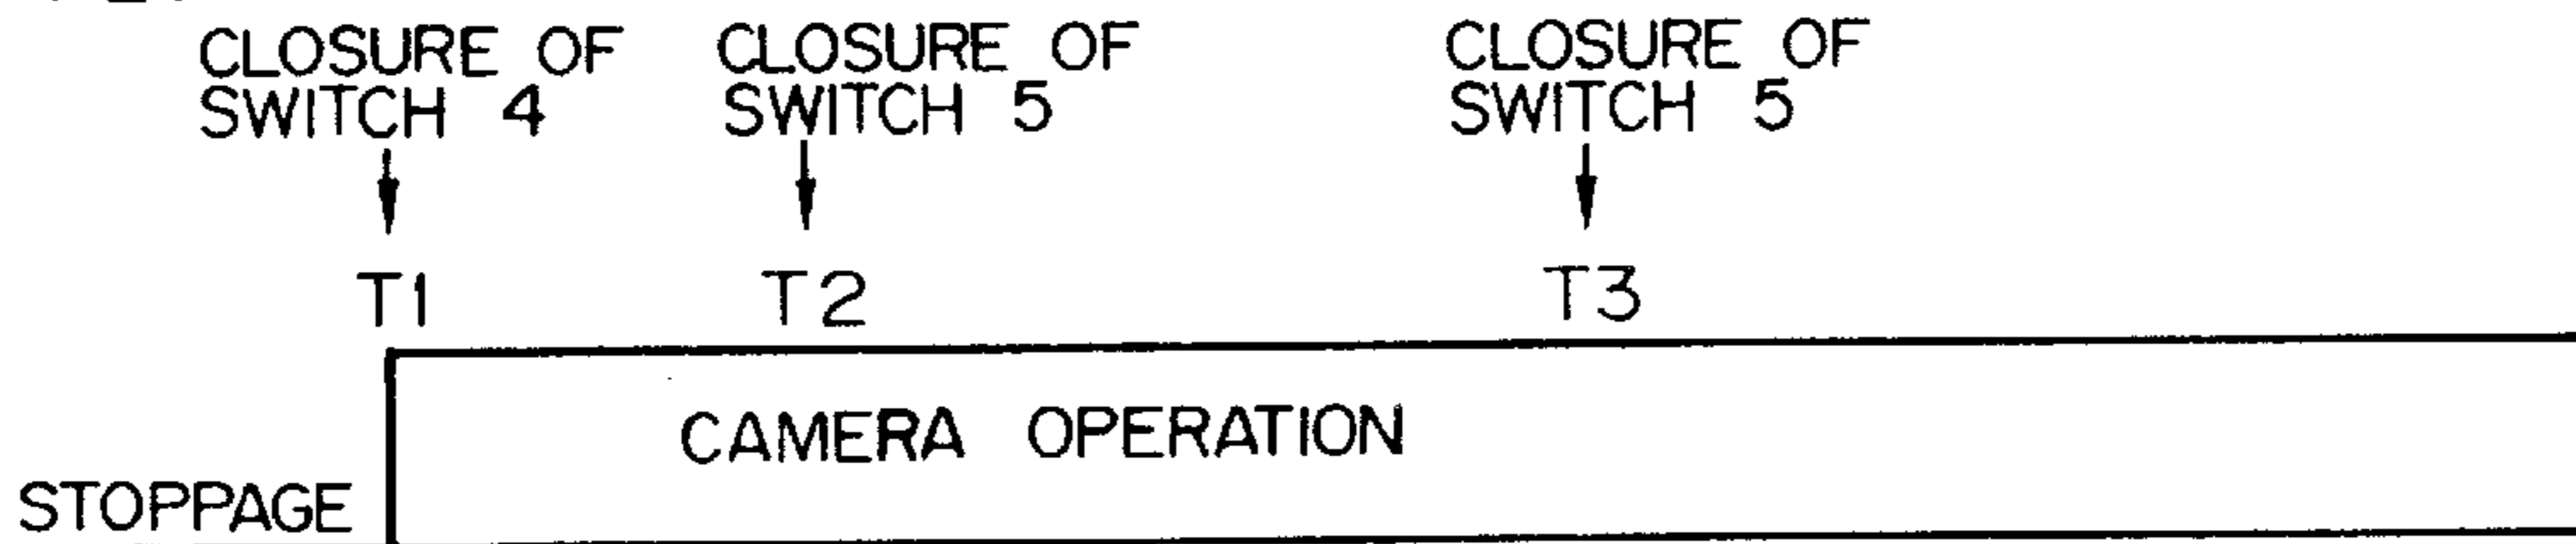 CLOSURE OF
SWITCH 4
CLOSURE OF
SWITCH 5
CLOSURE OF
SWITCH 5
T1
T2
T3
CAMERA OPERATION
STOPPAGE